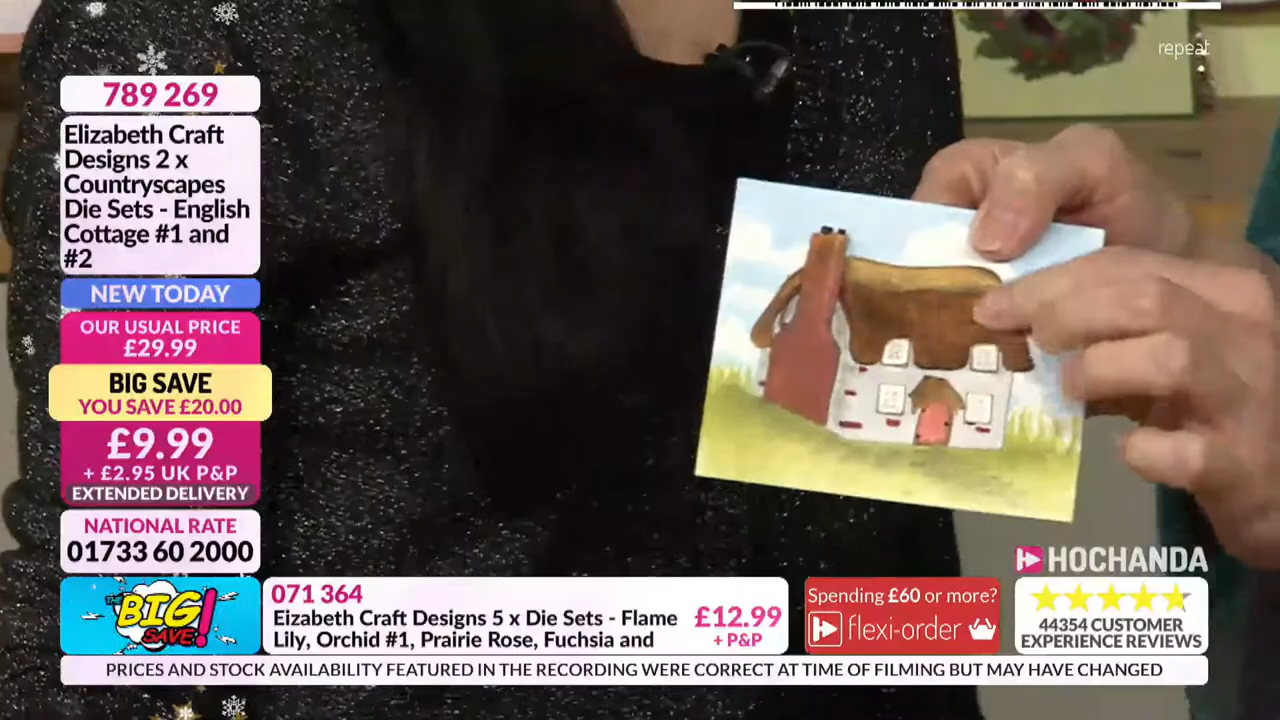 repeat
789 269
Elizabeth Craft
Designs 2 x
Countryscapes
Die Sets - English
Cottage #1 and
#2
NEW TODAY
OUR USUAL PRICE
£29.99
BIG SAVE
YOU SAVE £20.00
£9.99
+ £2.95 UK P&P
EXTENDED DELIVERY
NATIONAL RATE
01733 60 2000
HOCHANDA
THE BIG SAVE!
071 364
Eizabeth Craft Designs 5 x Die Sets - Flame
Lily, Orchid #1, Prairie Rose, Fuchsia and
£12.99
+ P&P
Spending £60 or more?
flexi-order
44354 CUSTOMER
EXPERIENCE REVIEWS
PRICES AND STOCK AVAILABILITY FEATURED IN THE RECORDING WERE CORRECT AT TIME OF FILMING BUT MAY HAVE CHANGED